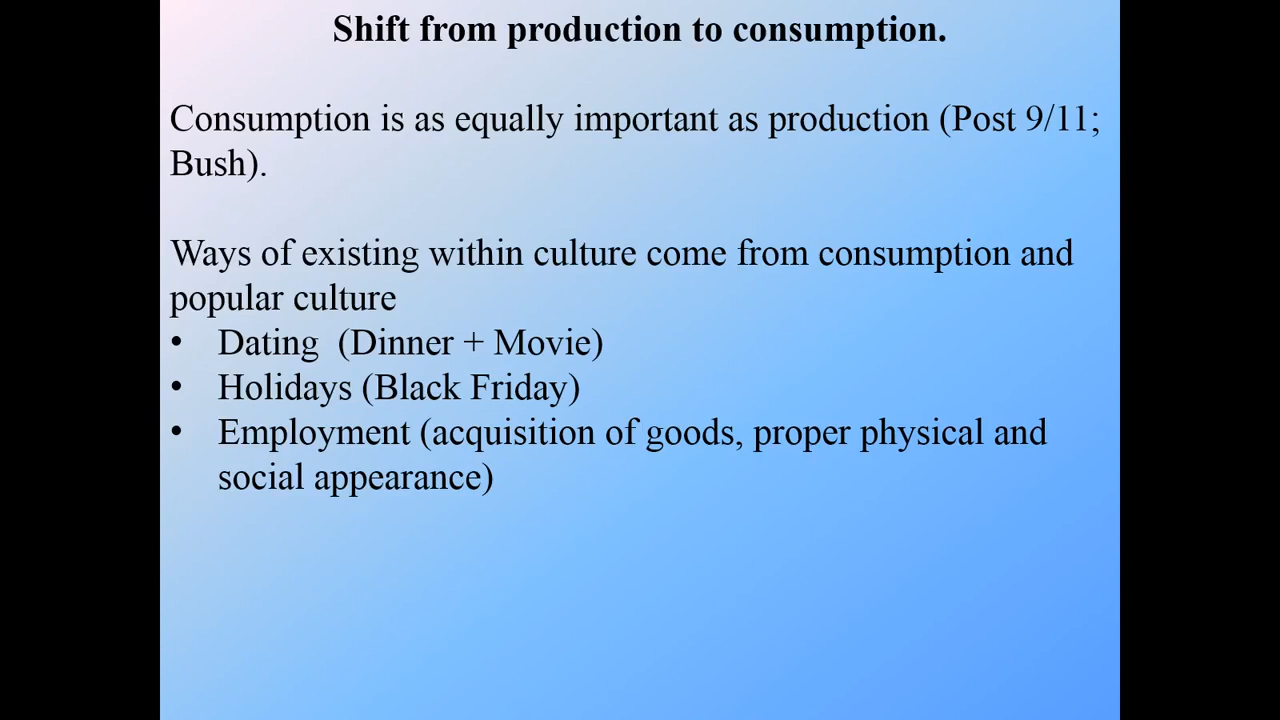 Shift from production to consumption.
Consumption is as equally important as production (Post 9/11;
Bush).
Ways of existing within culture come from consumption and
popular culture
• Dating  (Dinner + Movie)
• Holidays (Black Friday)
• Employment (acquisition of goods, proper physical and
social appearance)